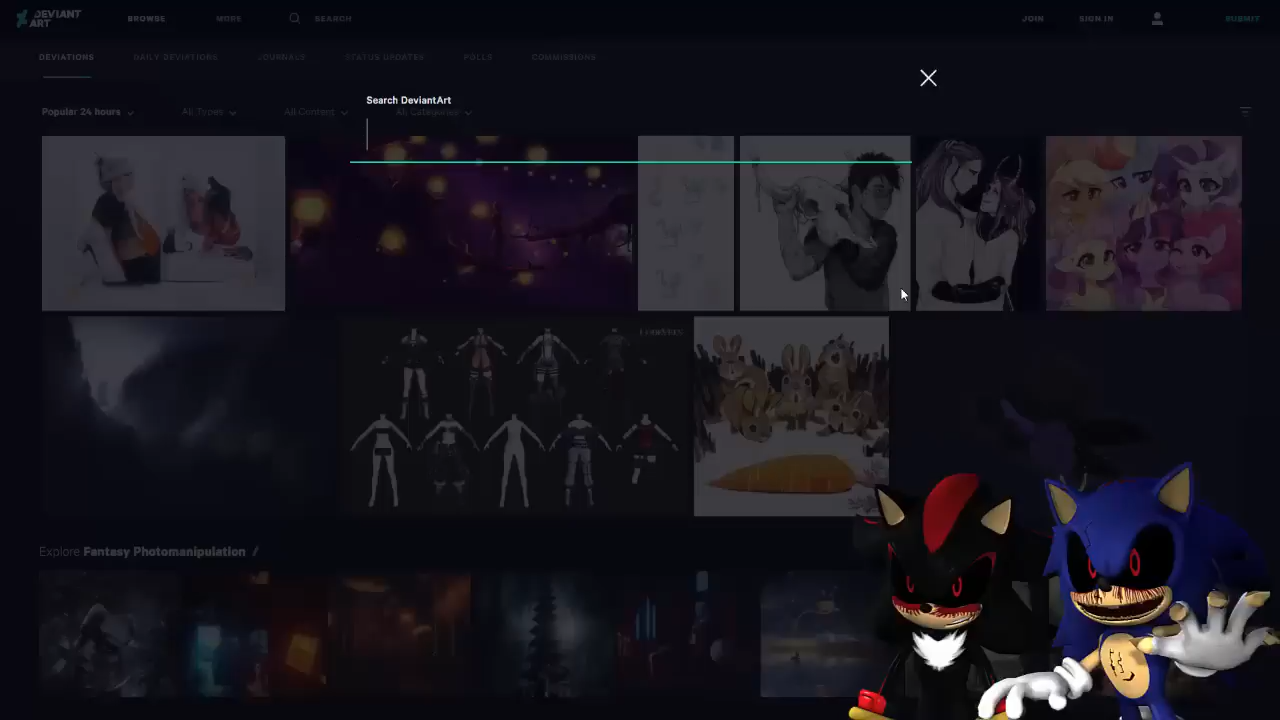 DEVIANT
ART
BROWSE
MORE
SEARCH
JOIN
SIGN IN
SUBMIT
DEVIATIONS
DAILY DEVIATIONS
JOURNALS
STATUS UPDATES
POLLS
COMMISSIONS
Search DeviantArt
Popular 24 hours
All Types
All Content
All Categories
Explore Fantasy Photomanipulation /